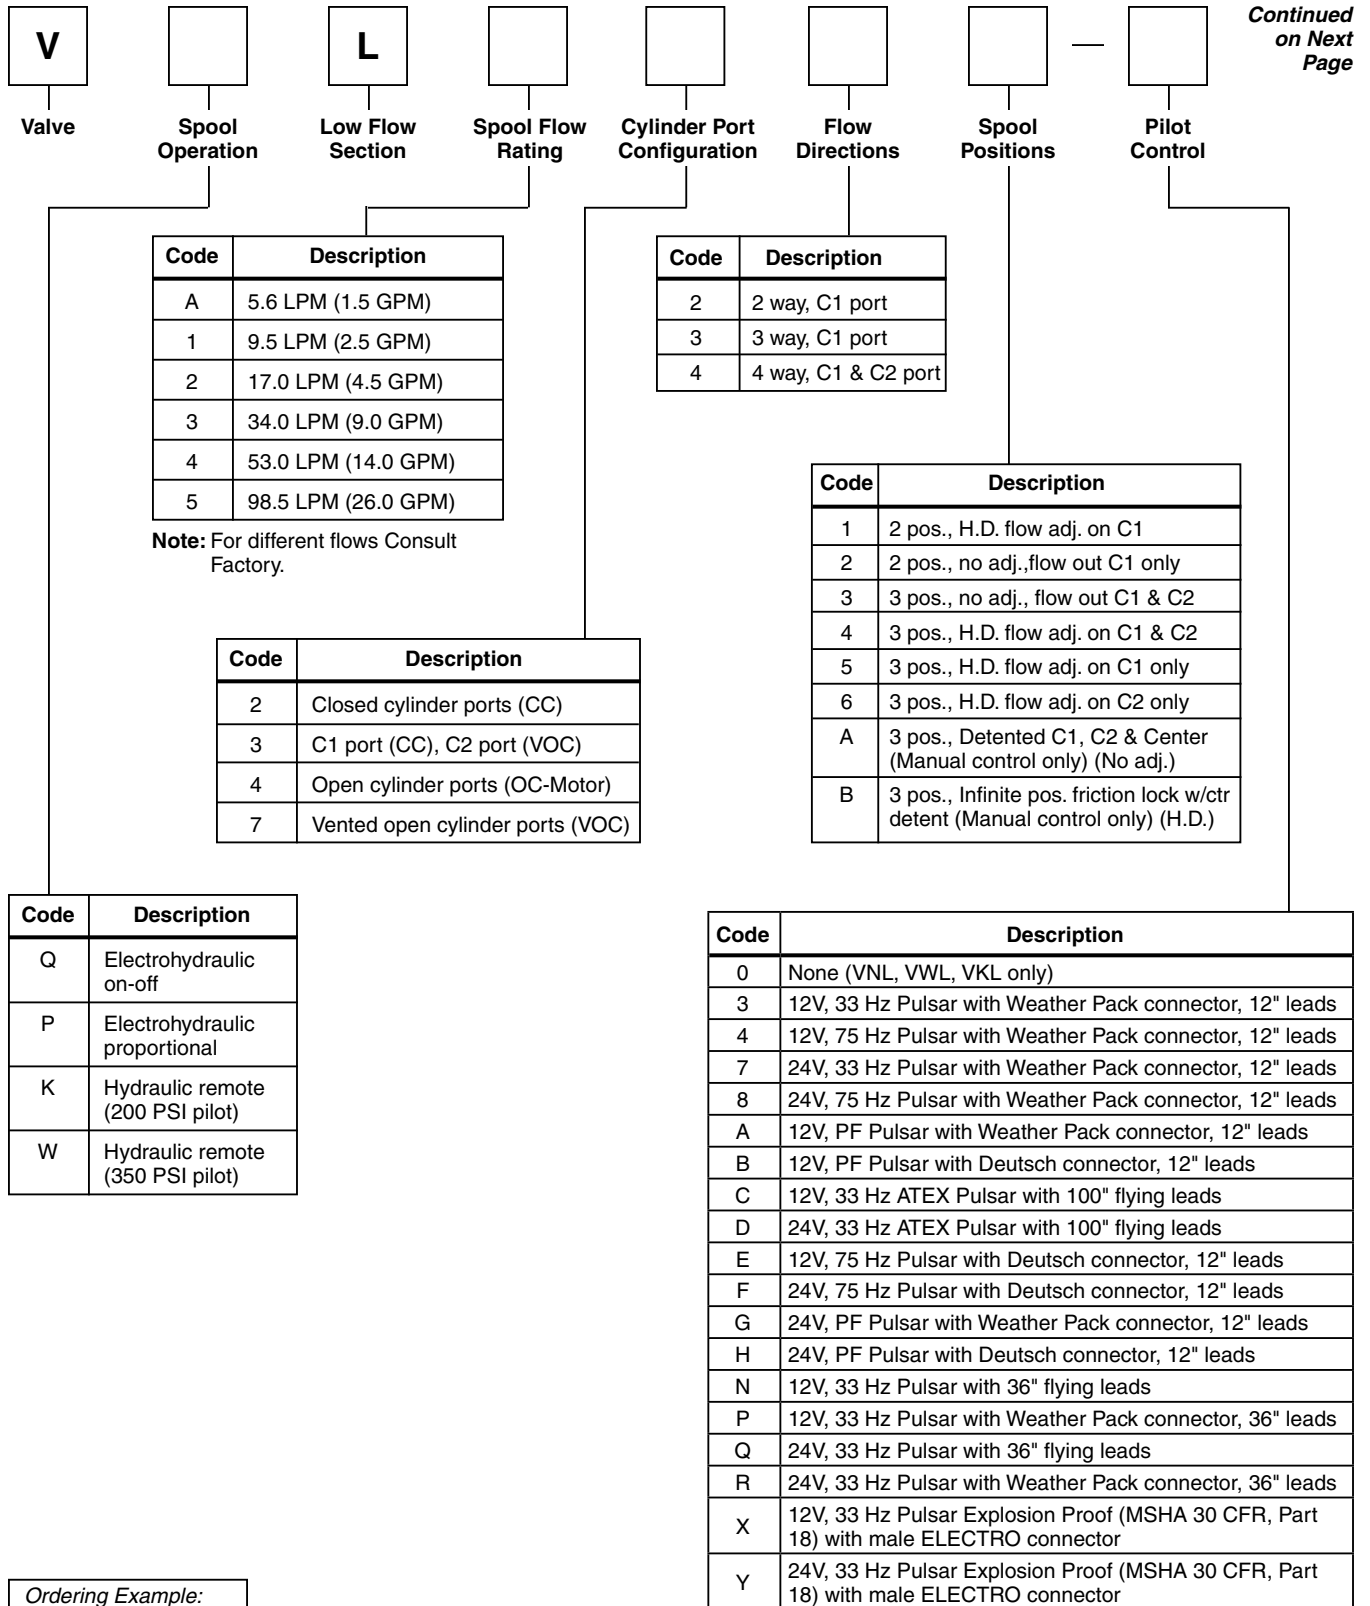 V L — Continued
on Next
Page
Valve Spool Operation Low Flow Section Spool Flow Rating Cylinder Port Configuration Flow Directions Spool Positions Pilot Control
Code Description
A 5.6 LPM (1.5 GPM)
1 9.5 LPM (2.5 GPM)
2 17.0 LPM (4.5 GPM)
3 34.0 LPM (9.0 GPM)
4 53.0 LPM (14.0 GPM)
5 98.5 LPM (26.0 GPM)
Note: For different flows Consult
Factory.
Code Description
2 2 way, C1 port
3 3 way, C1 port
4 4 way, C1 & C2 port
Code Description
1 2 pos., H.D. flow adj. on C1
2 2 pos., no adj.,flow out C1 only
3 3 pos., no adj., flow out C1 & C2
4 3 pos., H.D. flow adj. on C1 & C2
5 3 pos., H.D. flow adj. on C1 only
6 3 pos., H.D. flow adj. on C2 only
A 3 pos., Detented C1, C2 & Center
(Manual control only) (No adj.)
B 3 pos., Infinite pos. friction lock w/ctr
detent (Manual control only) (H.D.)
Code Description
2 Closed cylinder ports (CC)
3 C1 port (CC), C2 port (VOC)
4 Open cylinder ports (OC-Motor)
7 Vented open cylinder ports (VOC)
Code Description
Q Electrohydraulic
on-off
P Electrohydraulic
proportional
K Hydraulic remote
(200 PSI pilot)
W Hydraulic remote
(350 PSI pilot)
Code Description
0 None (VNL, VWL, VKL only)
3 12V, 33 Hz Pulsar with Weather Pack connector, 12" leads
4 12V, 75 Hz Pulsar with Weather Pack connector, 12" leads
7 24V, 33 Hz Pulsar with Weather Pack connector, 12" leads
8 24V, 75 Hz Pulsar with Weather Pack connector, 12" leads
A 12V, PF Pulsar with Weather Pack connector, 12" leads
B 12V, PF Pulsar with Deutsch connector, 12" leads
C 12V, 33 Hz ATEX Pulsar with 100" flying leads
D 24V, 33 Hz ATEX Pulsar with 100" flying leads
E 12V, 75 Hz Pulsar with Deutsch connector, 12" leads
F 24V, 75 Hz Pulsar with Deutsch connector, 12" leads
G 24V, PF Pulsar with Weather Pack connector, 12" leads
H 24V, PF Pulsar with Deutsch connector, 12" leads
N 12V, 33 Hz Pulsar with 36" flying leads
P 12V, 33 Hz Pulsar with Weather Pack connector, 36" leads
Q 24V, 33 Hz Pulsar with 36" flying leads
R 24V, 33 Hz Pulsar with Weather Pack connector, 36" leads
X 12V, 33 Hz Pulsar Explosion Proof (MSHA 30 CFR, Part
18) with male ELECTRO connector
Y 24V, 33 Hz Pulsar Explosion Proof (MSHA 30 CFR, Part
18) with male ELECTRO connector
Ordering Example: